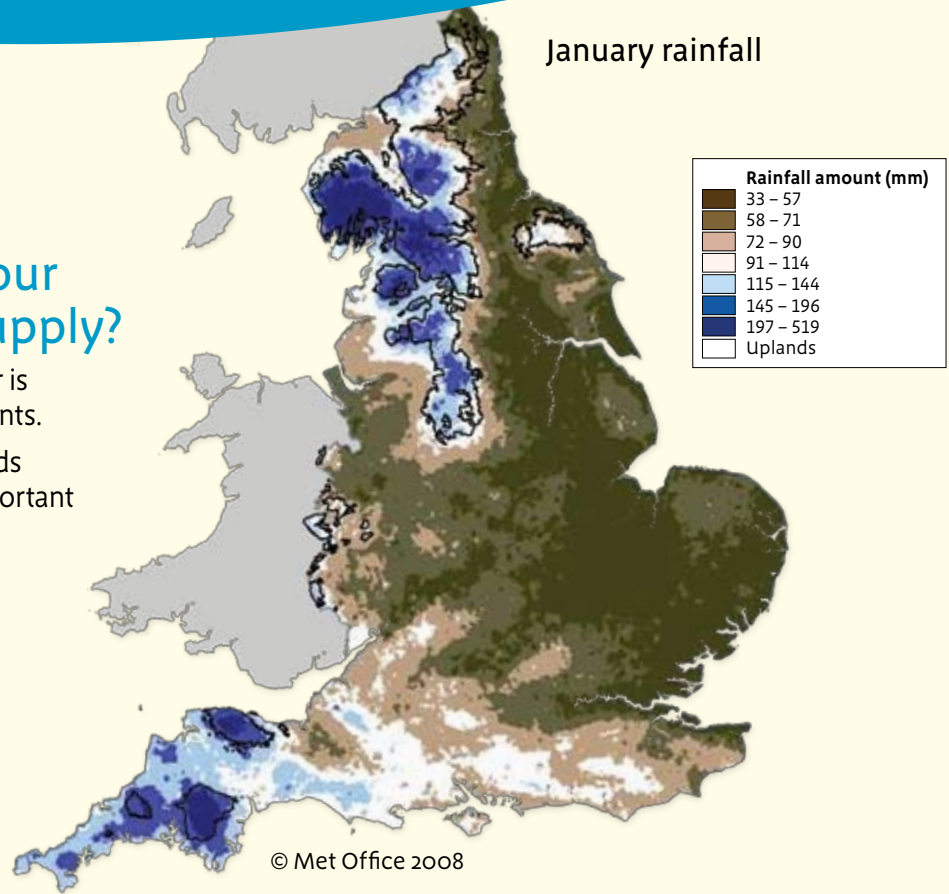 January rainfall
Rainfall amount (mm)
33 – 57
58 – 71
72 – 90
91 – 114
115 – 144
145 – 196
197 – 519
Uplands
our
upply?
is
nts.
ds
ortant
© Met Office 2008